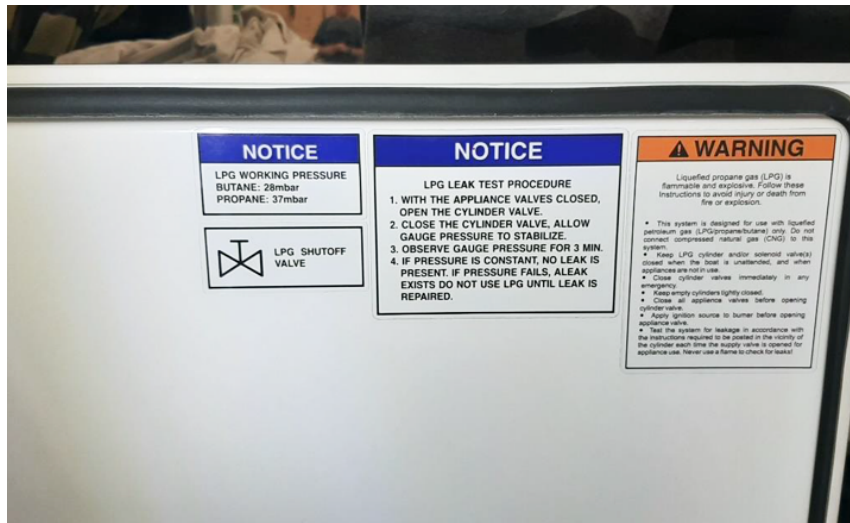 NOTICE
LPG WORKING PRESSURE
BUTANE: 28mbar
PROPANE: 37mbar
LPG SHUTOFF
VALVE
NOTICE
LPG LEAK TEST PROCEDURE
1. WITH THE APPLIANCE VALVES CLOSED,
OPEN THE CYLINDER VALVE.
2. CLOSE THE CYLINDER VALVE, ALLOW
GAUGE PRESSURE TO STABILIZE.
3. OBSERVE GAUGE PRESSURE FOR 3 MIN.
4. IF PRESSURE IS CONSTANT, NO LEAK IS
PRESENT. IF PRESSURE FAILS, ALEAK
EXISTS DO NOT USE LPG UNTIL LEAK IS
REPAIRED.
WARNING
Liquefied propane gas (LPG) is
flammable and explosive. Follow these
Instructions to avoid injury or death from
fire or explosion.
• This system is designed for use with liquefied
petroleum gas (LPG/propane/butane) only. Do not
connect compressed natural gas (CNG) to this
system.
• Keep LPG cylinder and/or solenoid valve(s)
closed when the boat is unattended, and when
appliances are not in use.
• Close cylinder valves immediately in any
emergency.
• Keep empty cylinders tightly closed.
• Close all applience valves before opening
cylinder valve.
• Apply ignition source to burner before opening
appliance valve.
• Test the system for leakage in accordance with
the instructions required to be posted in the vicinity of
the cylinder each time the supply valve is opened for
appliance use. Never use a flame to check for leaks!